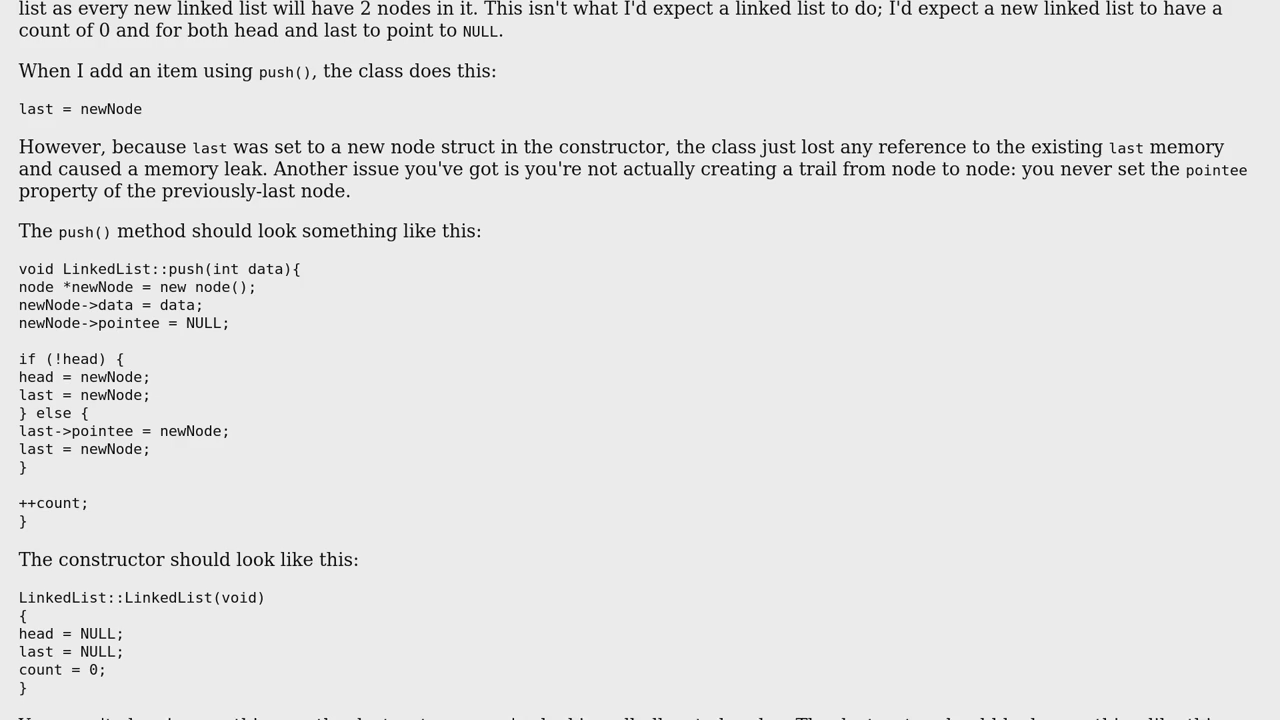 list as every new linked list will have 2 nodes in it. This isn't what I'd expect a linked list to do; I'd expect a new linked list to have a
count of 0 and for both head and last to point to NULL.
When I add an item using push(), the class does this:
last = newNode
However, because last was set to a new node struct in the constructor, the class just lost any reference to the existing last memory
and caused a memory leak. Another issue you've got is you're not actually creating a trail from node to node: you never set the pointee
property of the previously-last node.
The push() method should look something like this:
void LinkedList::push(int data){
node *newNode = new node();
newNode->data = data;
newNode->pointee = NULL;
if (!head) {
head = newNode;
last = newNode;
} else {
last->pointee = newNode;
last = newNode;
}
++count;
}
The constructor should look like this:
LinkedList::LinkedList(void)
{
head = NULL;
last = NULL;
count = 0;
}